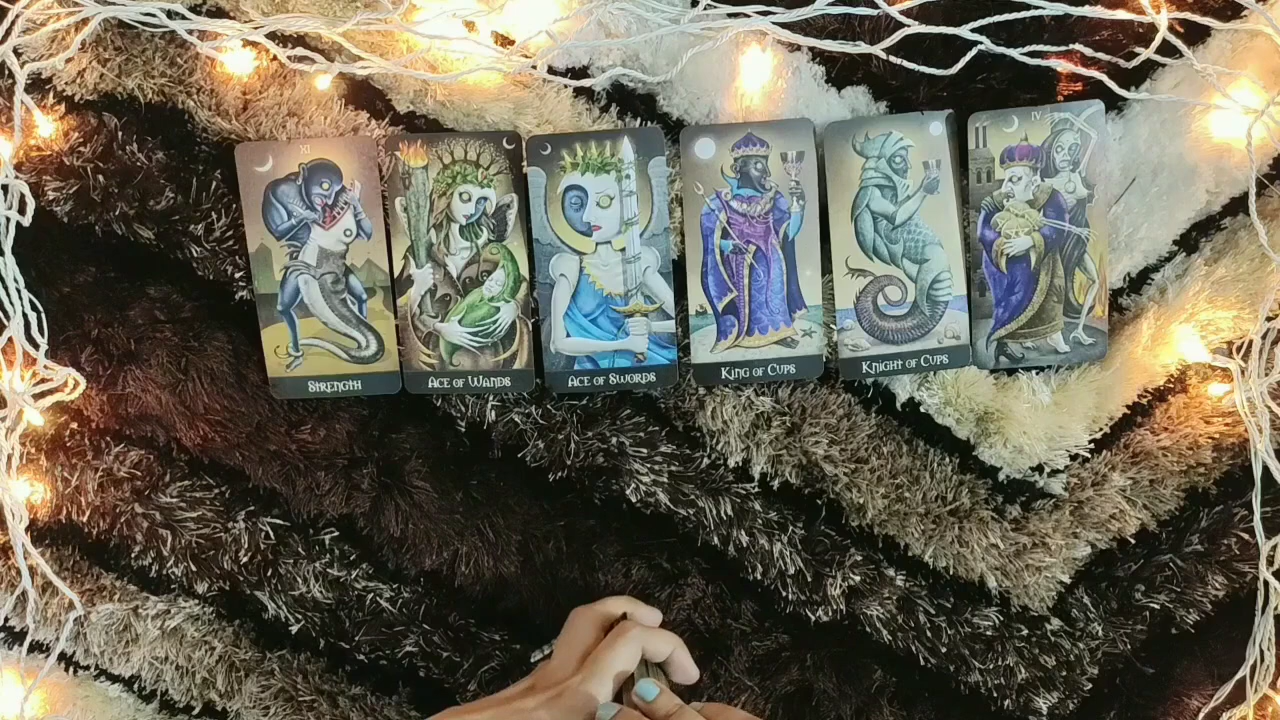 XI
STRENGTH
ACE OF WANDS
ACE OF SWORDS
KING OF CUPS
KNIGHT OF CUPS
IV